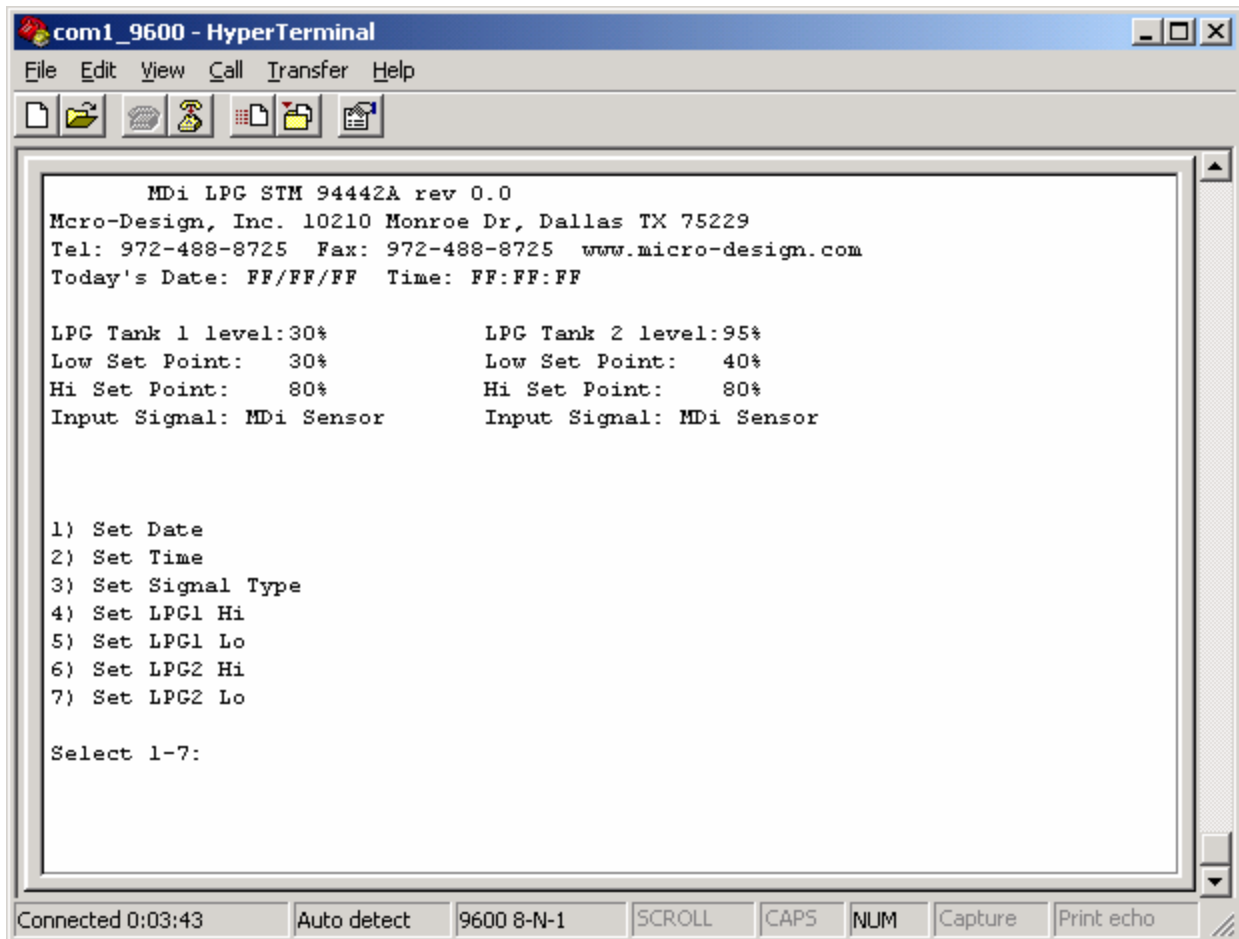 com1_9600 - HyperTerminal
File Edit View Call Transfer Help
MDi LPG STM 94442A rev 0.0
Mcro-Design, Inc. 10210 Monroe Dr, Dallas TX 75229
Tel: 972-488-8725 Fax: 972-488-8725 www.micro-design.com
Today's Date: FF/FF/FF Time: FF:FF:FF
LPG Tank 1 level:30% LPG Tank 2 level:95%
Low Set Point: 30% Low Set Point: 40%
Hi Set Point: 80% Hi Set Point: 80%
Input Signal: MDi Sensor Input Signal: MDi Sensor
1) Set Date
2) Set Time
3) Set Signal Type
4) Set LPG1 Hi
5) Set LPG1 Lo
6) Set LPG2 Hi
7) Set LPG2 Lo
Select 1-7:
Connected 0:03:43 Auto detect 9600 8-N-1 SCROLL CAPS NUM Capture Print echo